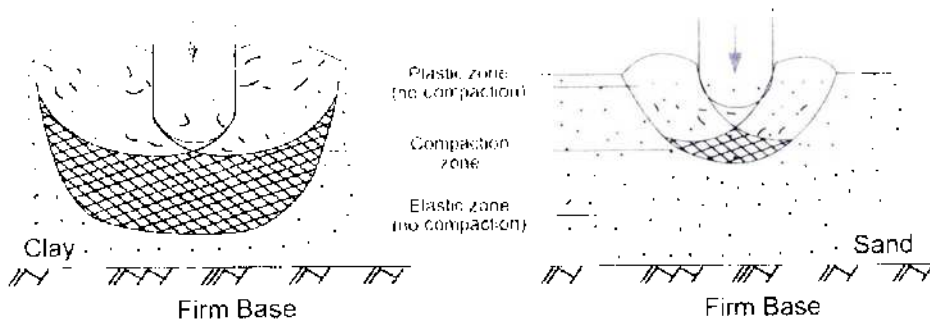 Plastic zone
(no compaction)
Compaction
zone
Elastic zone
(no compaction)
Clay
Sand
Firm Base
Firm Base